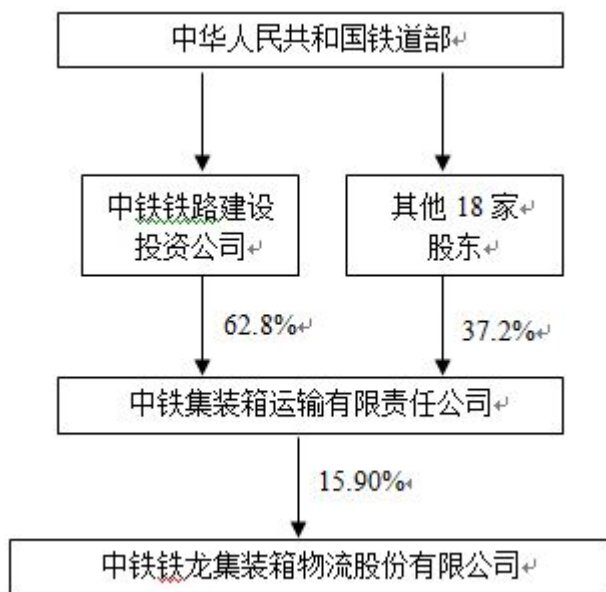 中华人民共和国铁道部
中铁铁路建设
投资公司
其他 18 家
股东
62.8%
37.2%
中铁集装箱运输有限责任公司
15.90%
中铁铁龙集装箱物流股份有限公司